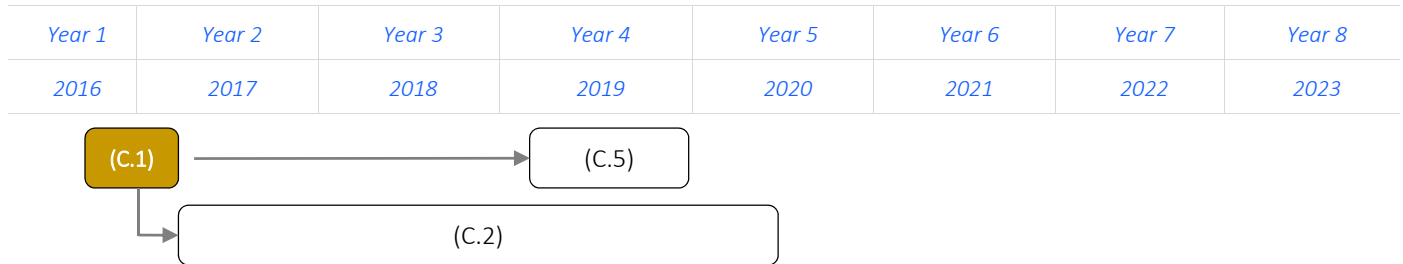 Year 1 Year 2 Year 3 Year 4 Year 5 Year 6 Year 7 Year 8
2016 2017 2018 2019 2020 2021 2022 2023
(C.1) (C.5)
(C.2)